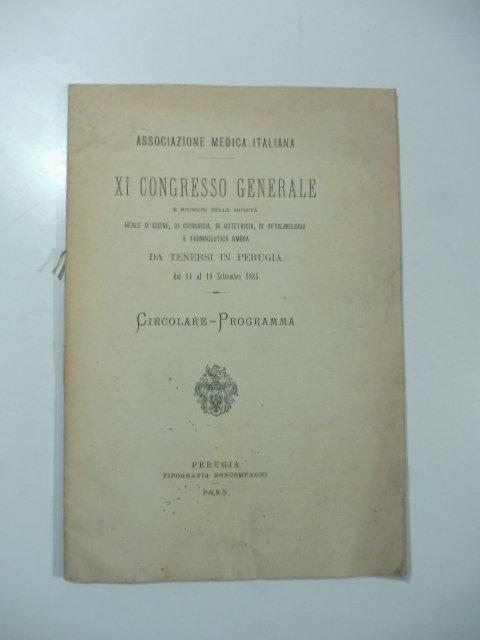 ASSOCIAZIONE MEDICA ITALIANA
XI CONGRESSO GENERALE
E RIUNIONI DELLE SOCIETÀ
REALE D'IGIENE, DI CHIRURGIA, DI OSTETRICIA, DI OFTALMOLOGIA
E FARMACEUTICA UMBRA
DA TENERSI IN PERUGIA
dal 14 al 19 Settembre 1885
CIRCOLARE-PROGRAMMA
PERUGIA
TIPOGRAFIA BONCOMPAGNI
1885